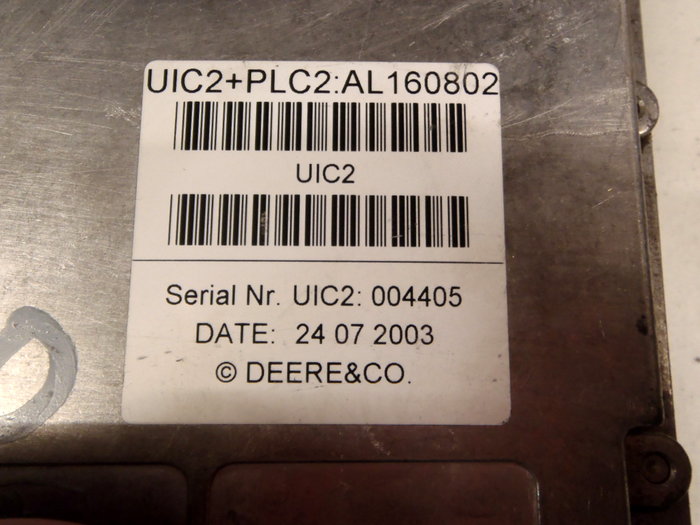 UIC2+PLC2:AL160802
UIC2
Serial Nr. UIC2: 004405
DATE: 24 07 2003
© DEERE&CO.